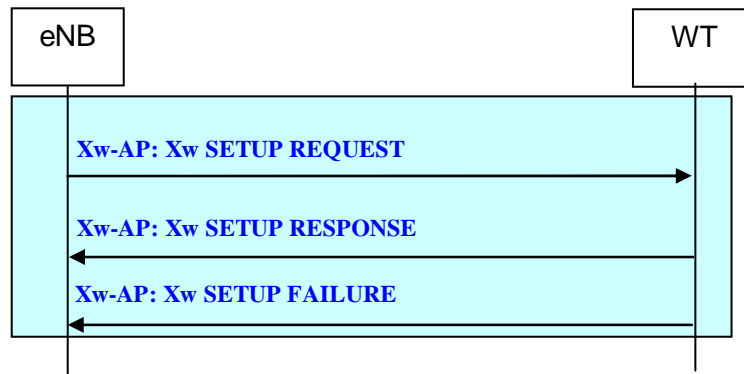 eNB
WT
Xw-AP: Xw SETUP REQUEST
Xw-AP: Xw SETUP RESPONSE
Xw-AP: Xw SETUP FAILURE